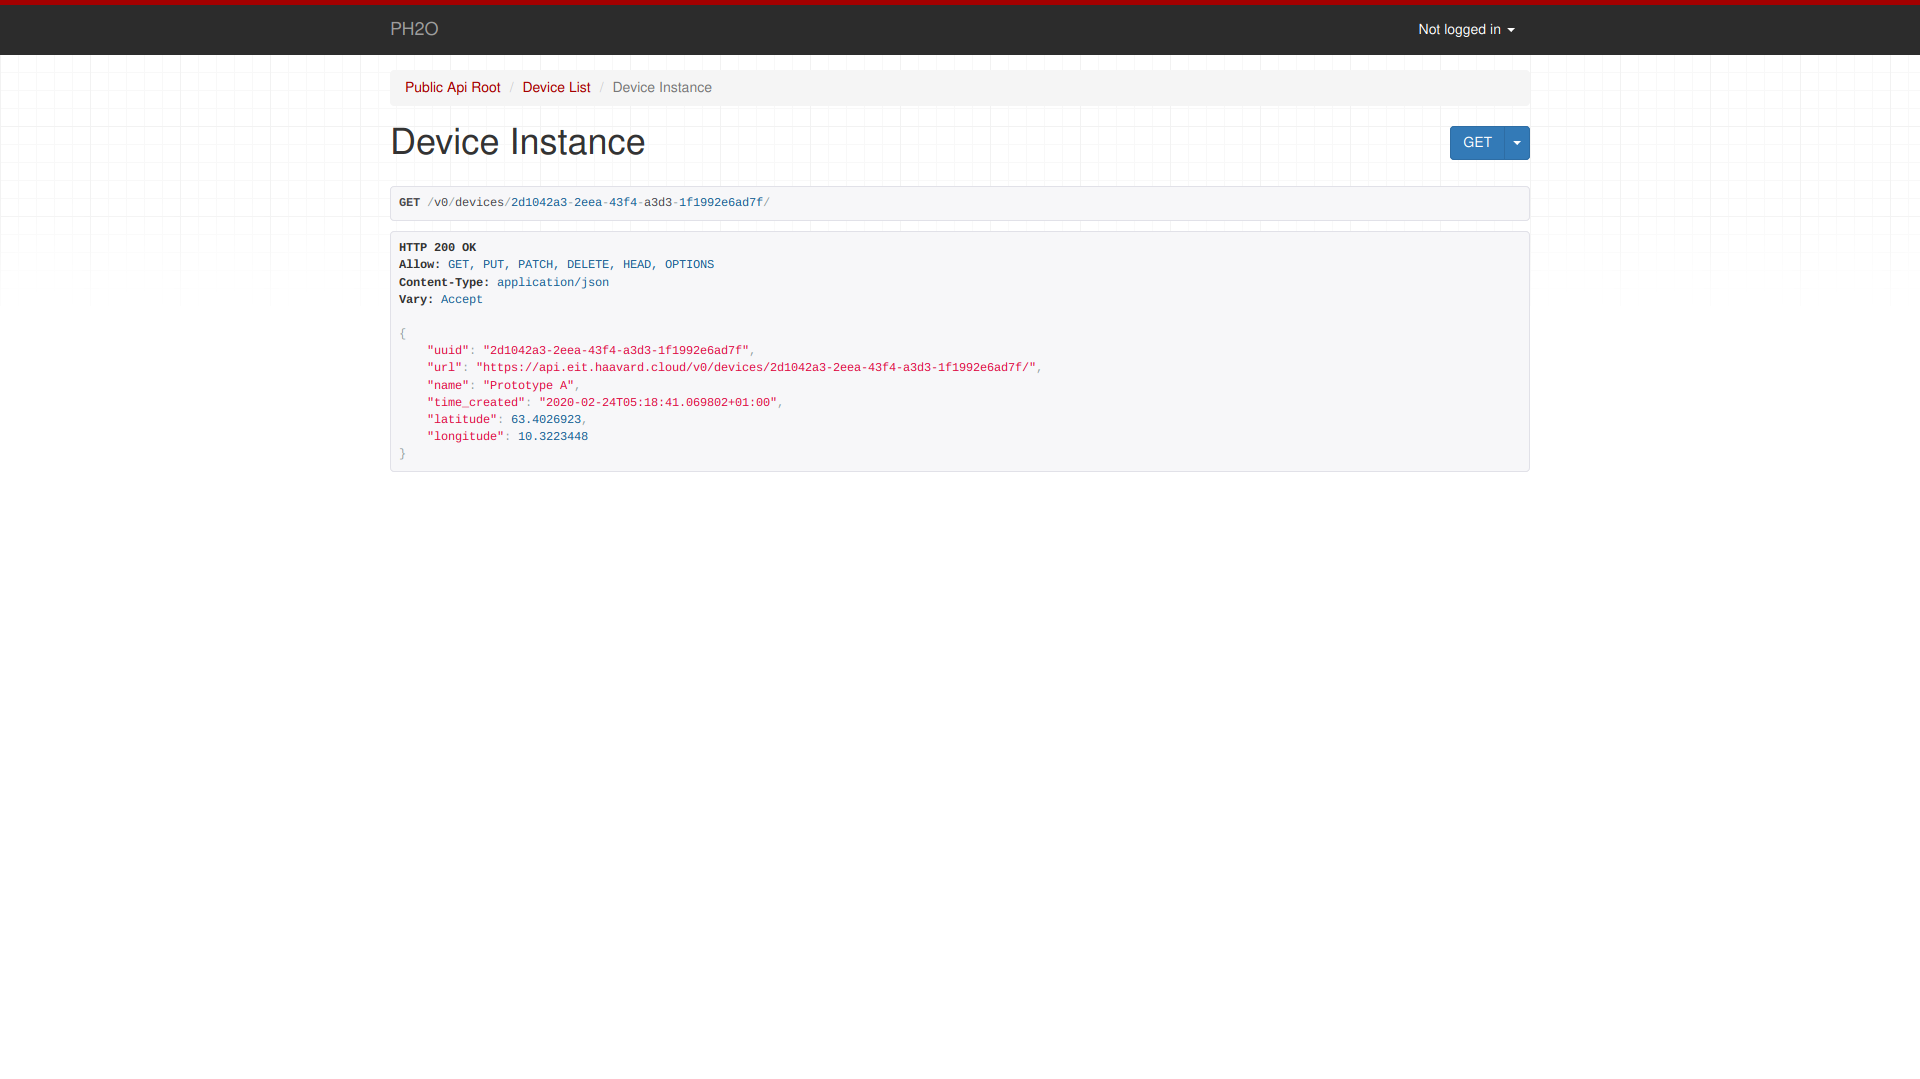 PH2O
Not logged in
Public Api Root / Device List / Device Instance
Device Instance
GET
GET /v0/devices/2d1042a3-2eea-43f4-a3d3-1f1992e6ad7f/
HTTP 200 OK
Allow: GET, PUT, PATCH, DELETE, HEAD, OPTIONS
Content-Type: application/json
Vary: Accept
{
    "uuid": "2d1042a3-2eea-43f4-a3d3-1f1992e6ad7f",
    "url": "https://api.eit.haavard.cloud/v0/devices/2d1042a3-2eea-43f4-a3d3-1f1992e6ad7f/",
    "name": "Prototype A",
    "time_created": "2020-02-24T05:18:41.069802+01:00",
    "latitude": 63.4026923,
    "longitude": 10.3223448
}